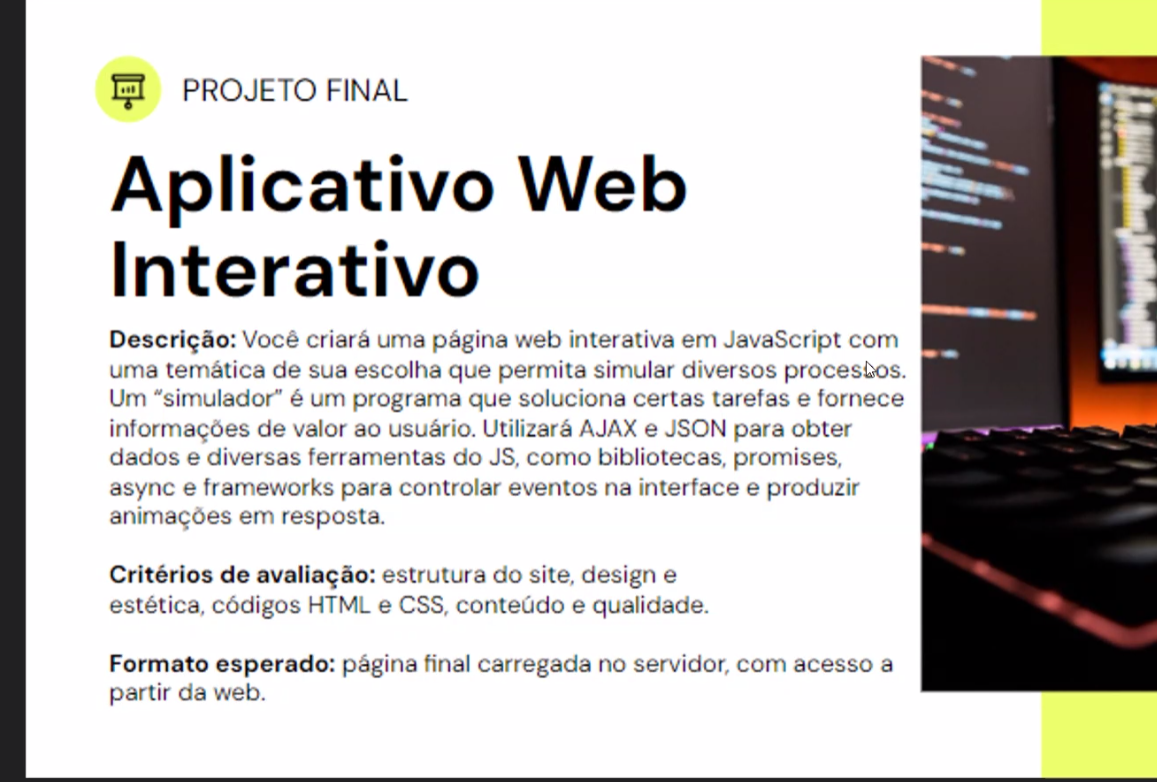 PROJETO FINAL
Aplicativo Web
Interativo
Descrição: Você criará uma página web interativa em JavaScript com
uma temática de sua escolha que permita simular diversos processos.
Um “simulador” é um programa que soluciona certas tarefas e fornece
informações de valor ao usuário. Utilizará AJAX e JSON para obter
dados e diversas ferramentas do JS, como bibliotecas, promises,
async e frameworks para controlar eventos na interface e produzir
animações em resposta.
Critérios de avaliação: estrutura do site, design e
estética, códigos HTML e CSS, conteúdo e qualidade.
Formato esperado: página final carregada no servidor, com acesso a
partir da web.